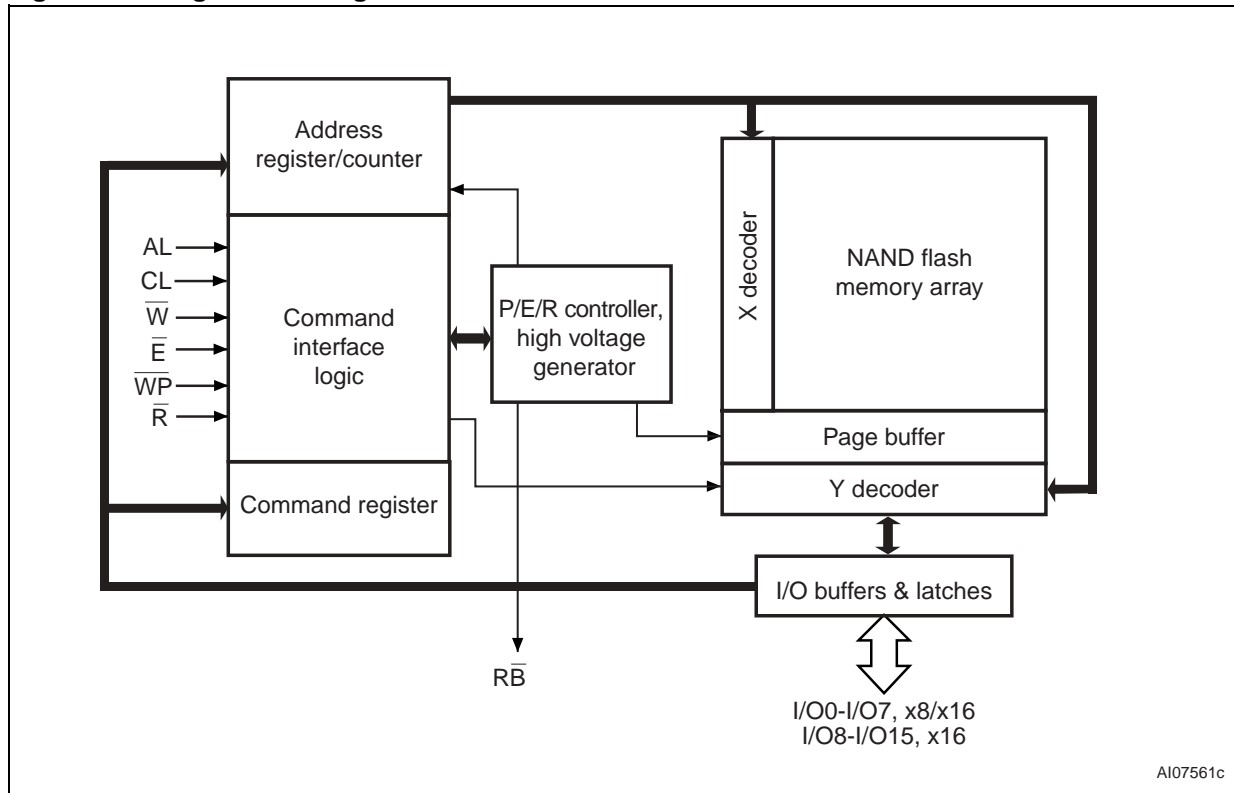 Address
register/counter
AL
CL
W̅
E̅
W̅P̅
R̅
Command
interface
logic
Command register
P/E/R controller,
high voltage
generator
RB̅
X decoder
NAND flash
memory array
Page buffer
Y decoder
I/O buffers & latches
I/O0-I/O7, x8/x16
I/O8-I/O15, x16
AI07561c